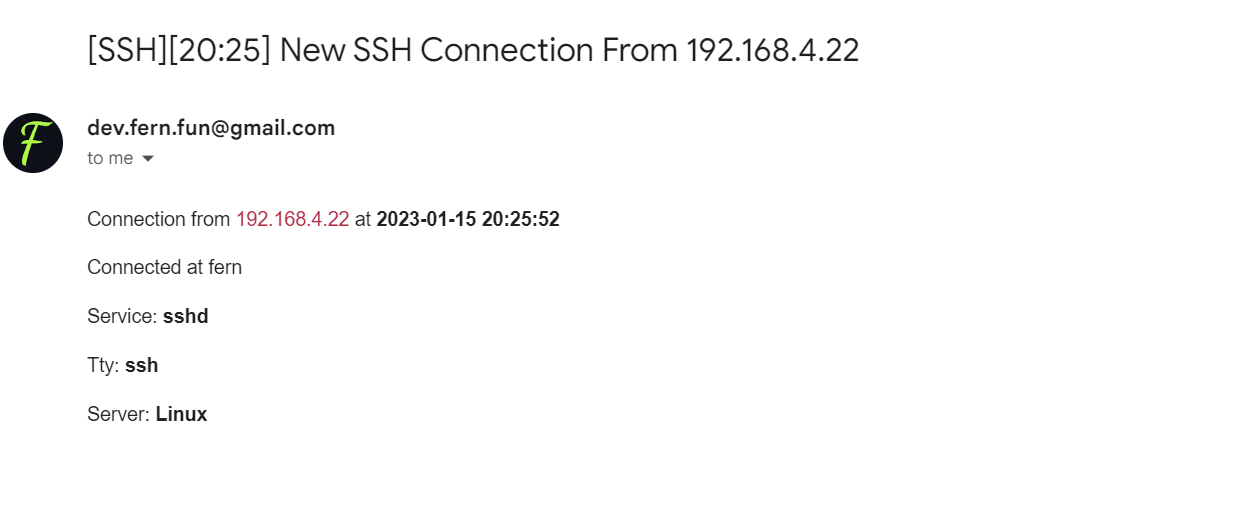 [SSH][20:25] New SSH Connection From 192.168.4.22
F
dev.fern.fun@gmail.com
to me
Connection from 192.168.4.22 at 2023-01-15 20:25:52
Connected at fern
Service: sshd
Tty: ssh
Server: Linux